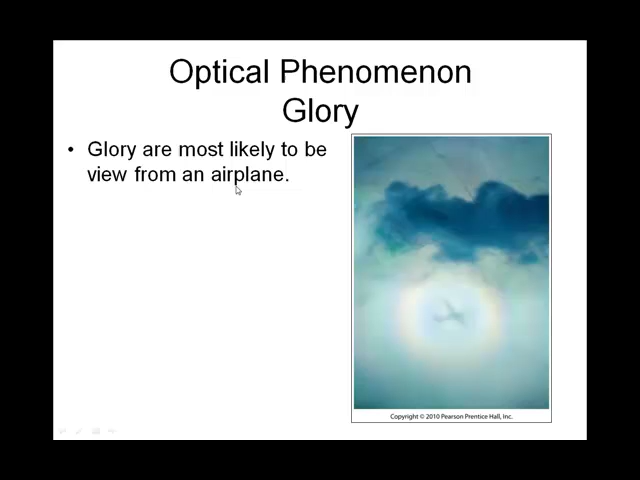 Optical Phenomenon
Glory
• Glory are most likely to be
view from an airplane.
Copyright © 2010 Pearson Prentice Hall, Inc.